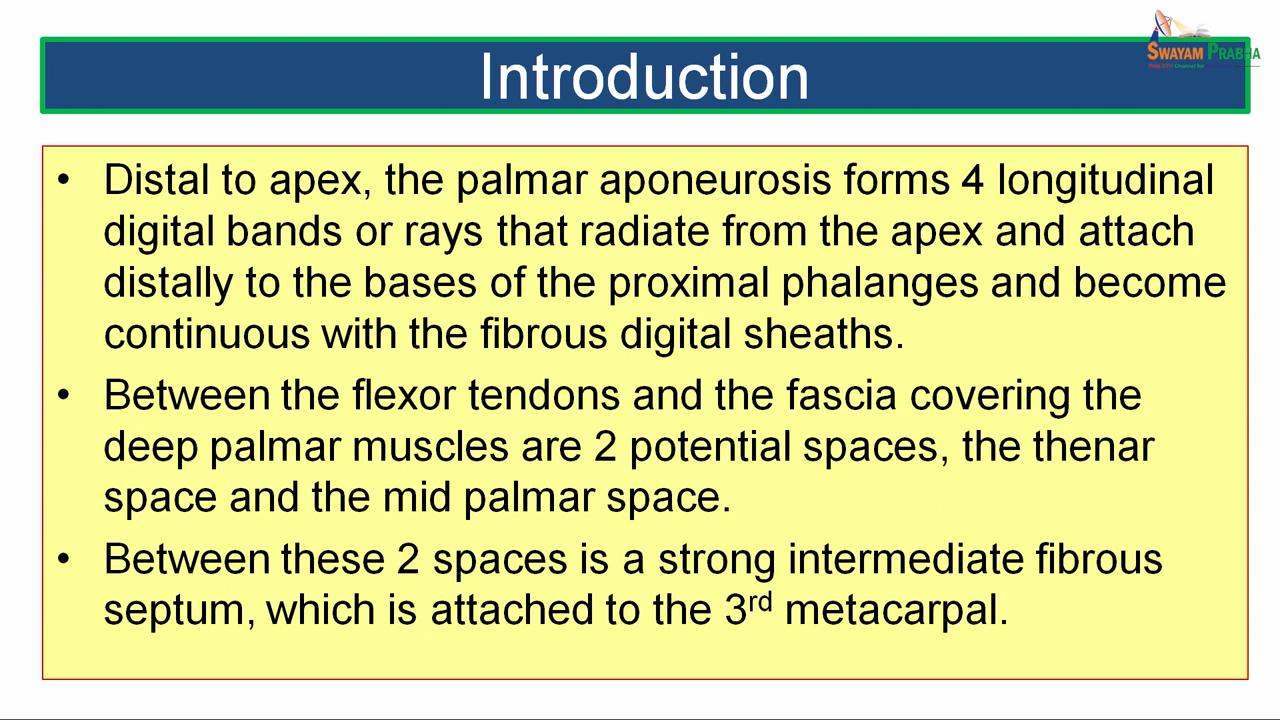 SWAYAM PRABHA
Introduction
• Distal to apex, the palmar aponeurosis forms 4 longitudinal
digital bands or rays that radiate from the apex and attach
distally to the bases of the proximal phalanges and become
continuous with the fibrous digital sheaths.
• Between the flexor tendons and the fascia covering the
deep palmar muscles are 2 potential spaces, the thenar
space and the mid palmar space.
• Between these 2 spaces is a strong intermediate fibrous
septum, which is attached to the 3rd metacarpal.